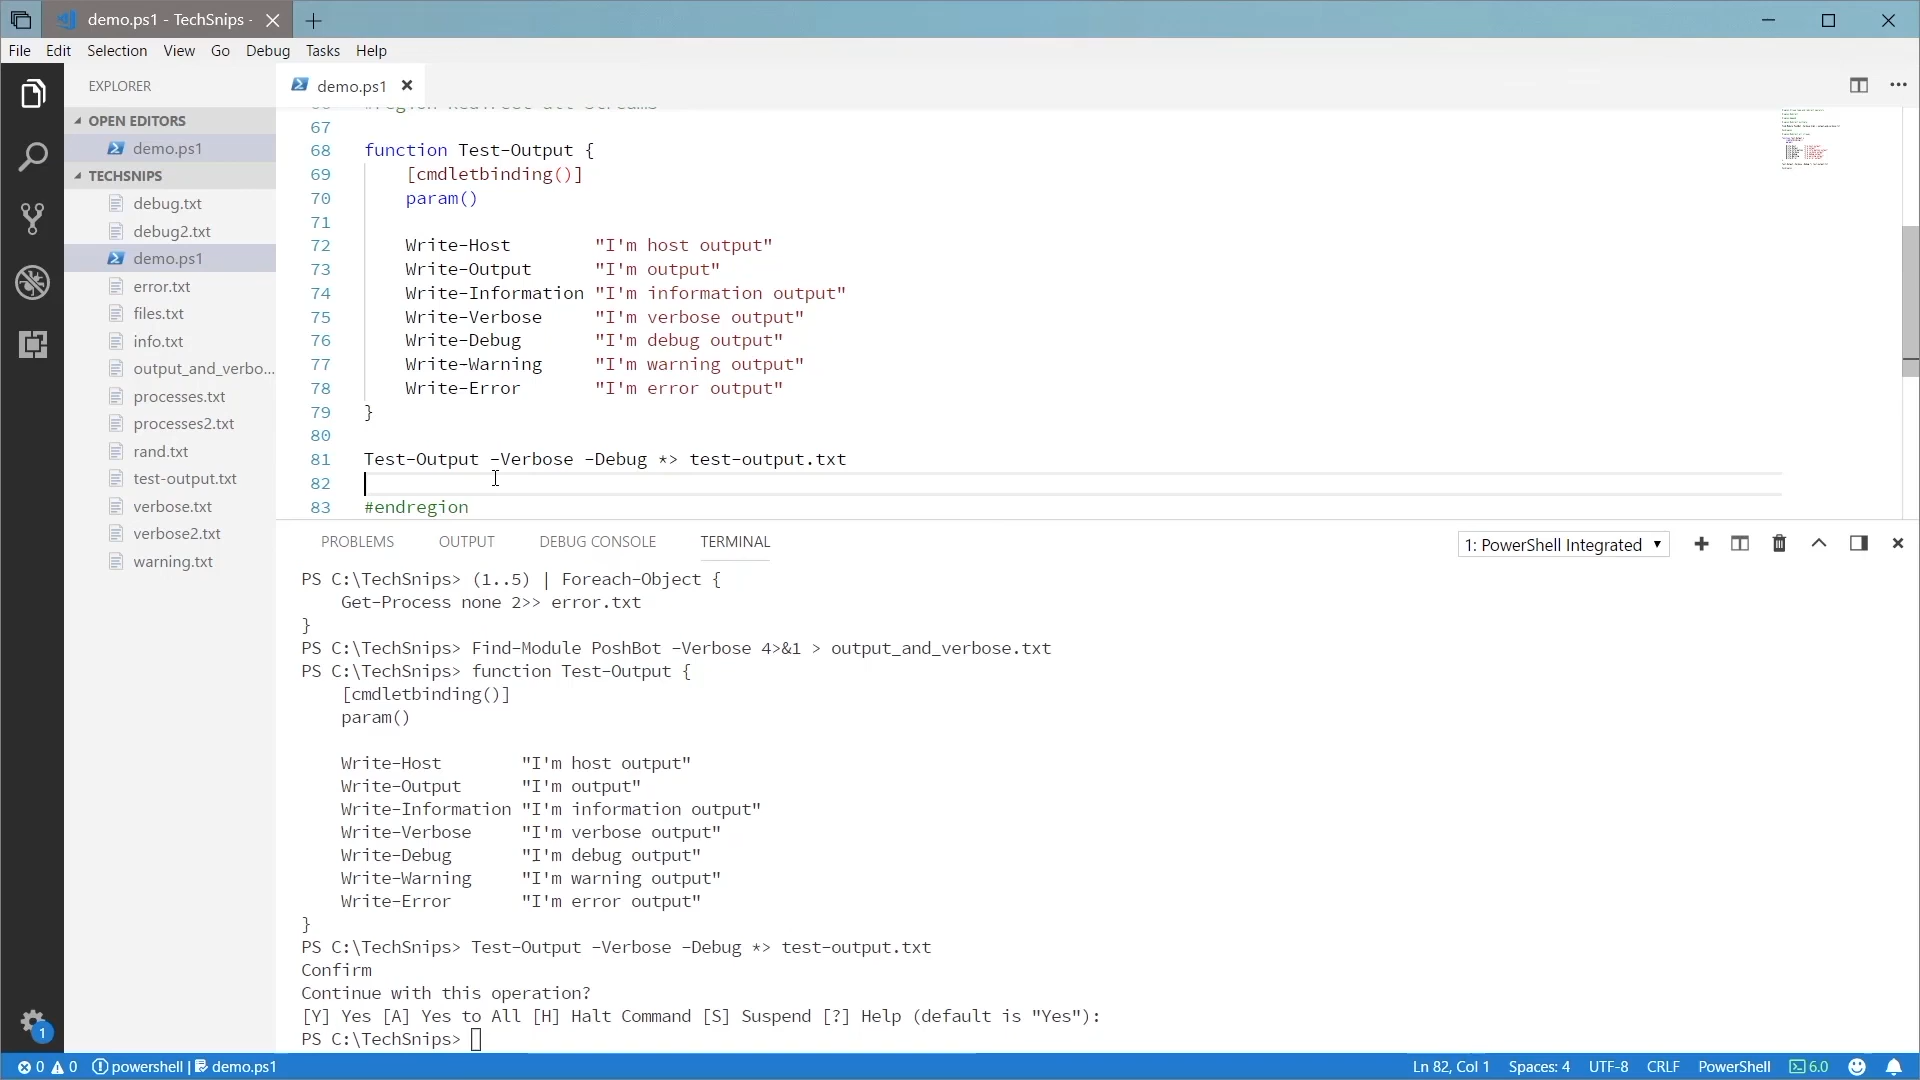 demo.ps1 - TechSnips -
File Edit Selection View Go Debug Tasks Help
EXPLORER
OPEN EDITORS
demo.ps1
TECHSNIPS
debug.txt
debug2.txt
demo.ps1
error.txt
files.txt
info.txt
output_and_verbo...
processes.txt
processes2.txt
rand.txt
test-output.txt
verbose.txt
verbose2.txt
warning.txt
demo.ps1
67
68 function Test-Output {
69 [cmdletbinding()]
70 param()
71
72 Write-Host "I'm host output"
73 Write-Output "I'm output"
74 Write-Information "I'm information output"
75 Write-Verbose "I'm verbose output"
76 Write-Debug "I'm debug output"
77 Write-Warning "I'm warning output"
78 Write-Error "I'm error output"
79 }
80
81 Test-Output -Verbose -Debug *> test-output.txt
82
83 #endregion
PROBLEMS OUTPUT DEBUG CONSOLE TERMINAL
1: PowerShell Integrated
PS C:\TechSnips> (1..5) | Foreach-Object {
Get-Process none 2>> error.txt
}
PS C:\TechSnips> Find-Module PoshBot -Verbose 4>&1 > output_and_verbose.txt
PS C:\TechSnips> function Test-Output {
[cmdletbinding()]
param()
Write-Host "I'm host output"
Write-Output "I'm output"
Write-Information "I'm information output"
Write-Verbose "I'm verbose output"
Write-Debug "I'm debug output"
Write-Warning "I'm warning output"
Write-Error "I'm error output"
}
PS C:\TechSnips> Test-Output -Verbose -Debug *> test-output.txt
Confirm
Continue with this operation?
[Y] Yes [A] Yes to All [H] Halt Command [S] Suspend [?] Help (default is "Yes"):
PS C:\TechSnips>
1
0 0 powershell | demo.ps1
Ln 82, Col 1 Spaces: 4 UTF-8 CRLF PowerShell 6.0